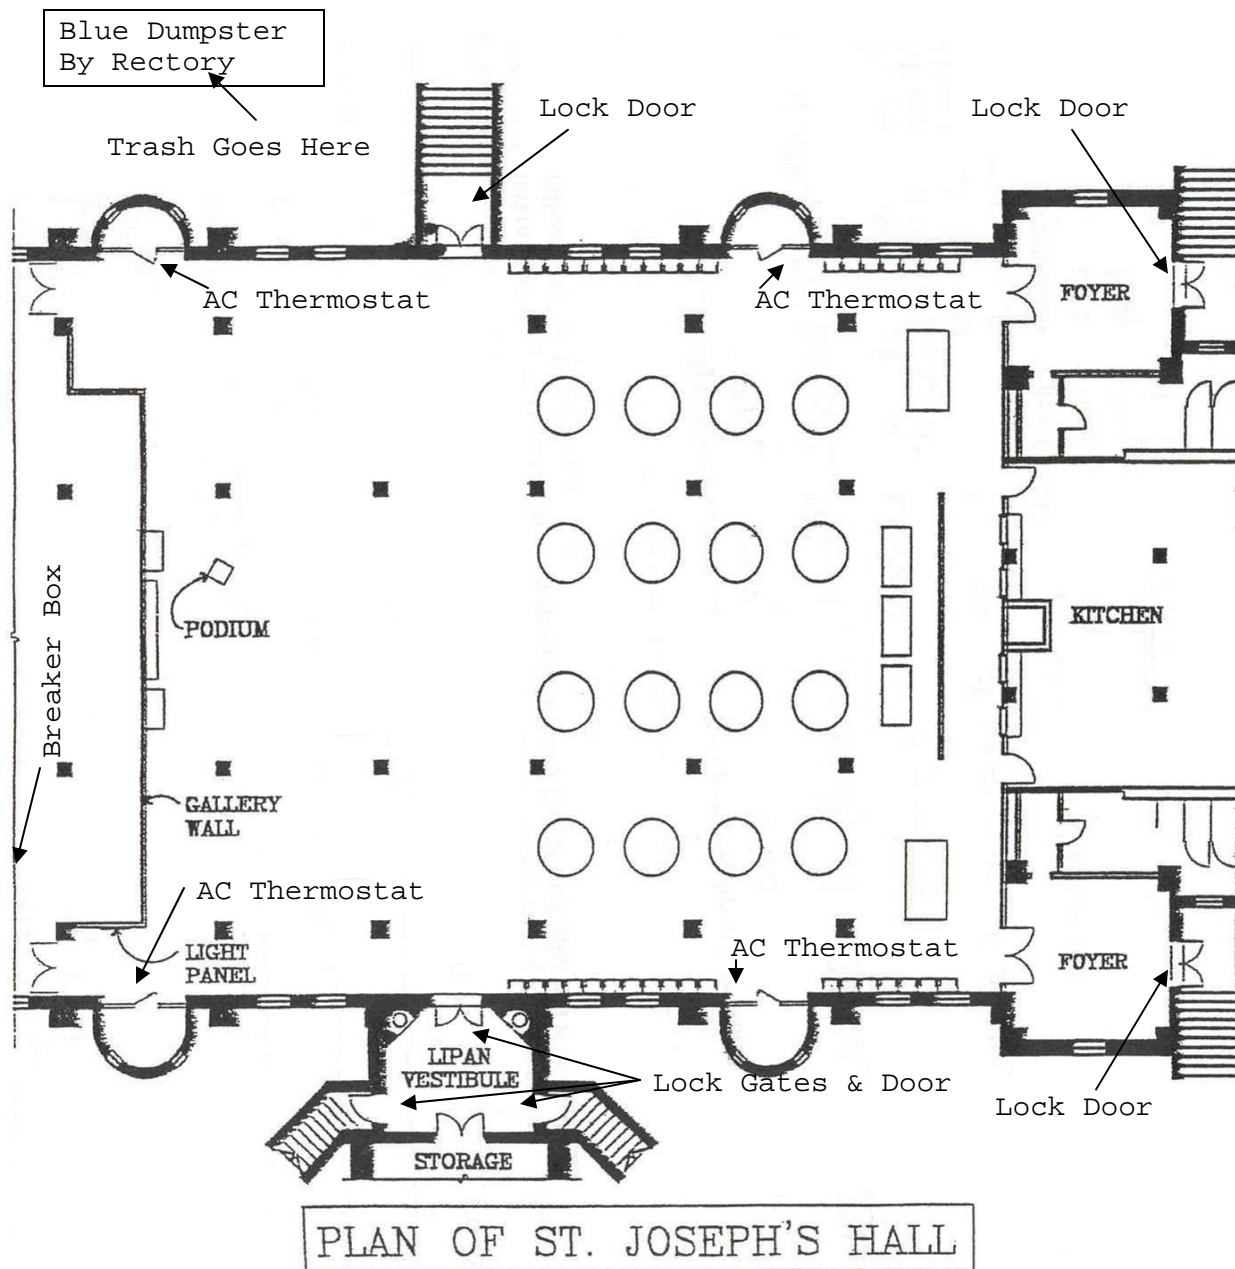 Blue Dumpster
By Rectory
Trash Goes Here
Lock Door
Lock Door
AC Thermostat
AC Thermostat
FOYER
PODIUM
KITCHEN
Breaker Box
GALLERY
WALL
AC Thermostat
LIGHT
PANEL
AC Thermostat
FOYER
LIPAN
VESTIBULE
Lock Gates & Door
Lock Door
STORAGE
PLAN OF ST. JOSEPH'S HALL